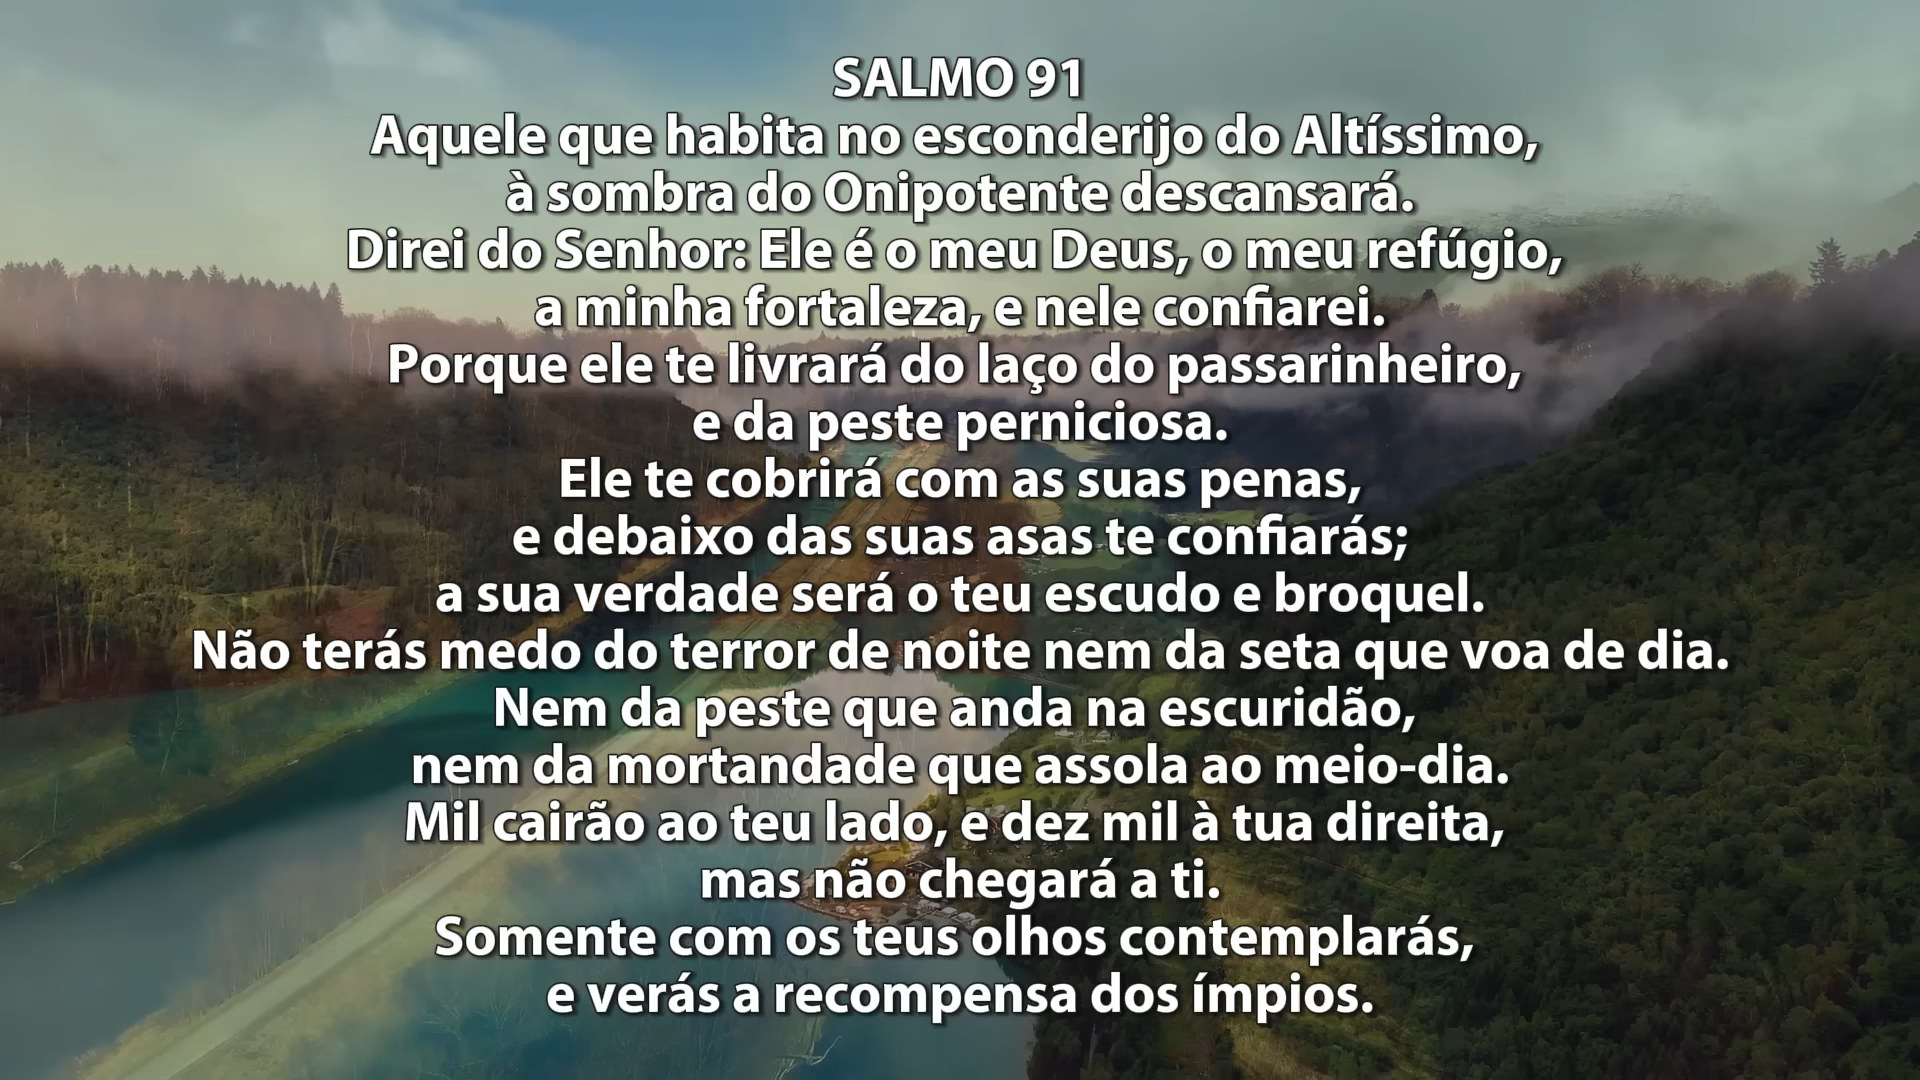 SALMO 91
Aquele que habita no esconderijo do Altíssimo,
à sombra do Onipotente descansará.
Direi do Senhor: Ele é o meu Deus, o meu refúgio,
a minha fortaleza, e nele confiarei.
Porque ele te livrará do laço do passarinheiro,
e da peste perniciosa.
Ele te cobrirá com as suas penas,
e debaixo das suas asas te confiarás;
a sua verdade será o teu escudo e broquel.
Não terás medo do terror de noite nem da seta que voa de dia.
Nem da peste que anda na escuridão,
nem da mortandade que assola ao meio-dia.
Mil cairão ao teu lado, e dez mil à tua direita,
mas não chegará a ti.
Somente com os teus olhos contemplarás,
e verás a recompensa dos ímpios.